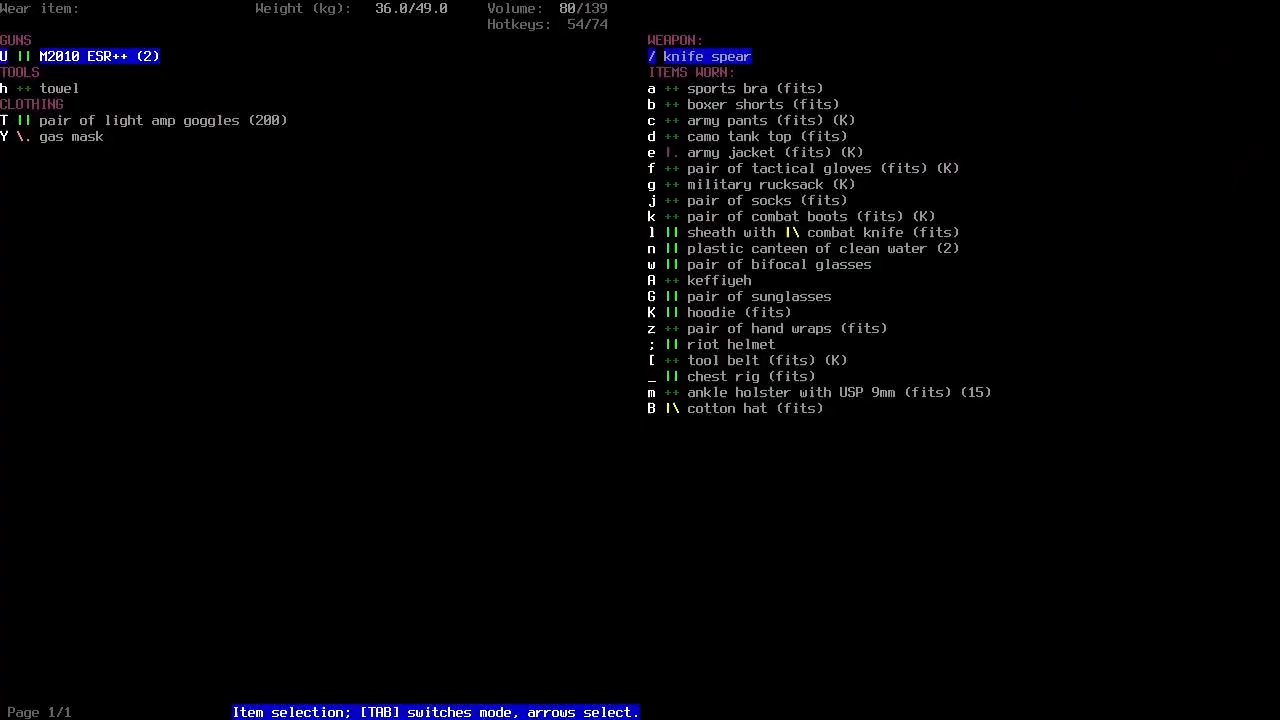 Wear item: Weight (kg): 36.0/49.0 Volume: 80/139
Hotkeys: 54/74
GUNS
U || M2010 ESR++ (2)
TOOLS
h ++ towel
CLOTHING
T || pair of light amp goggles (200)
Y \. gas mask
WEAPON:
/ knife spear
ITEMS WORN:
a ++ sports bra (fits)
b ++ boxer shorts (fits)
c ++ army pants (fits) (K)
d ++ camo tank top (fits)
e |. army jacket (fits) (K)
f ++ pair of tactical gloves (fits) (K)
g ++ military rucksack (K)
j ++ pair of socks (fits)
k ++ pair of combat boots (fits) (K)
l || sheath with |\ combat knife (fits)
n || plastic canteen of clean water (2)
w || pair of bifocal glasses
A ++ keffiyeh
G || pair of sunglasses
K || hoodie (fits)
z ++ pair of hand wraps (fits)
; || riot helmet
[ ++ tool belt (fits) (K)
_ || chest rig (fits)
m ++ ankle holster with USP 9mm (fits) (15)
B |\ cotton hat (fits)
Page 1/1 Item selection; [TAB] switches mode, arrows select.